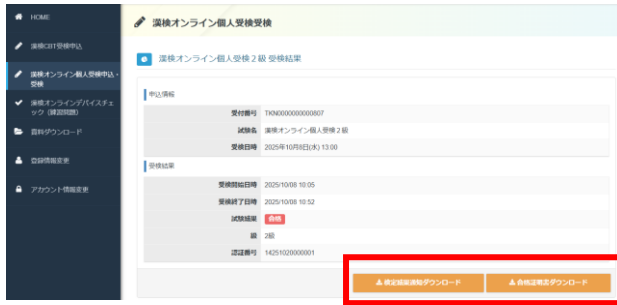 HOME
漢検CBT受検申込
漢検オンライン個人受検申込・
受検
漢検オンラインデバイスチェ
ック（練習問題）
資料ダウンロード
登録情報変更
アカウント情報変更
漢検オンライン個人受検受検
漢検オンライン個人受検２級 受検結果
申込情報
受付番号 TKN0000000000807
試験名 漢検オンライン個人受検２級
受検日時 2025年10月8日(水) 13:00
受検結果
受検開始日時 2025/10/08 10:05
受検終了日時 2025/10/08 10:52
試験結果 合格
級 2級
認証番号 14251020000001
検定結果通知ダウンロード
合格証明書ダウンロード